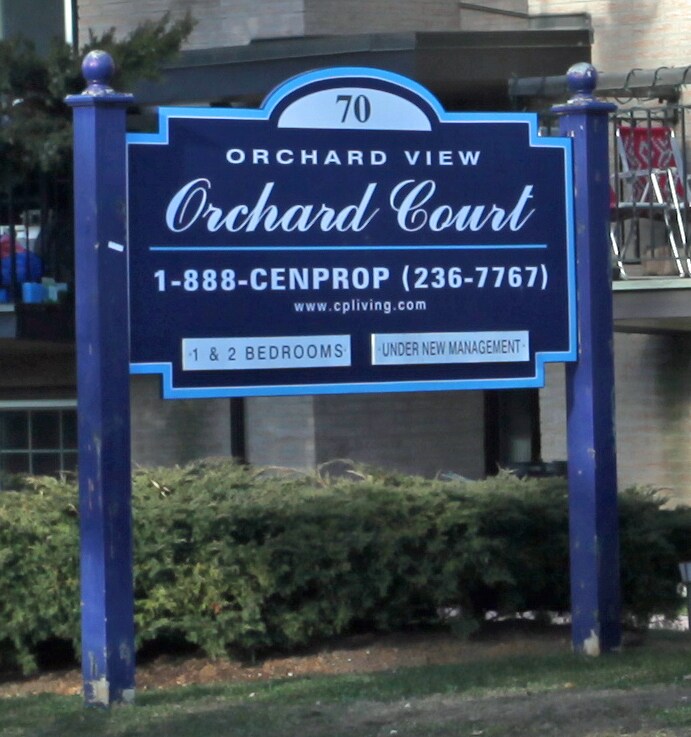 70
ORCHARD VIEW
Orchard Court
1-888-CENPROP (236-7767)
www.cpliving.com
1 & 2 BEDROOMS
UNDER NEW MANAGEMENT